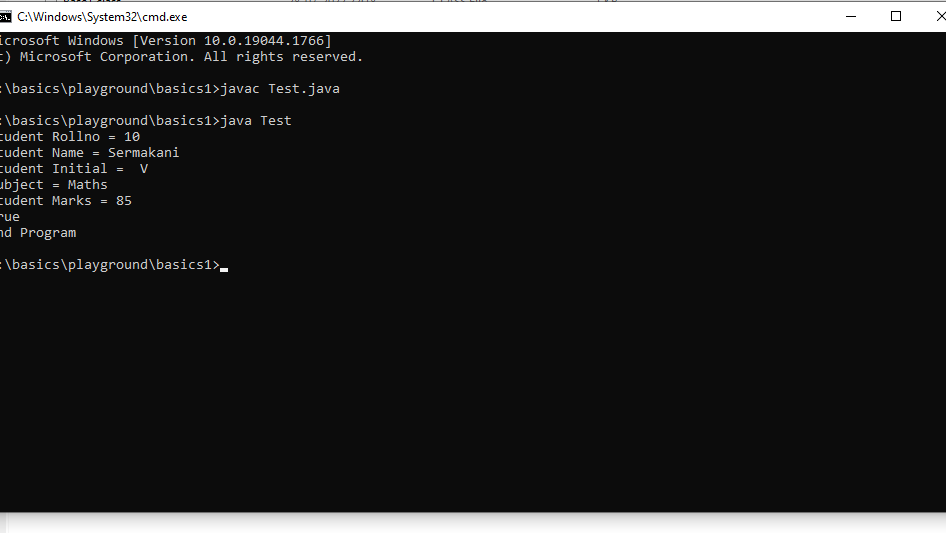 C:\Windows\System32\cmd.exe
icrosoft Windows [Version 10.0.19044.1766]
c) Microsoft Corporation. All rights reserved.
:\basics\playground\basics1>javac Test.java
:\basics\playground\basics1>java Test
tudent Rollno = 10
tudent Name = Sermakani
tudent Initial =  V
ubject = Maths
tudent Marks = 85
rue
nd Program
:\basics\playground\basics1>